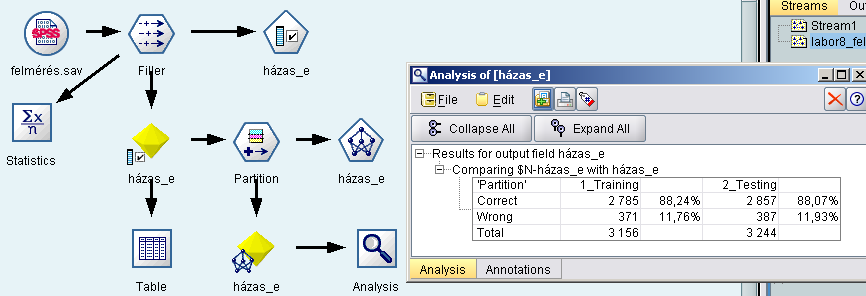 SPSS
felmérés.sav
Filler
házas_e
Σx
n
Statistics
házas_e
Partition
házas_e
Table
házas_e
Analysis
Streams
Stream1
Analysis of [házas_e]
File Edit
Collapse All Expand All
Results for output field házas_e
Comparing $N-házas_e with házas_e
'Partition' 1_Training 2_Testing
Correct 2 785 88,24% 2 857 88,07%
Wrong 371 11,76% 387 11,93%
Total 3 156 3 244
Analysis Annotations